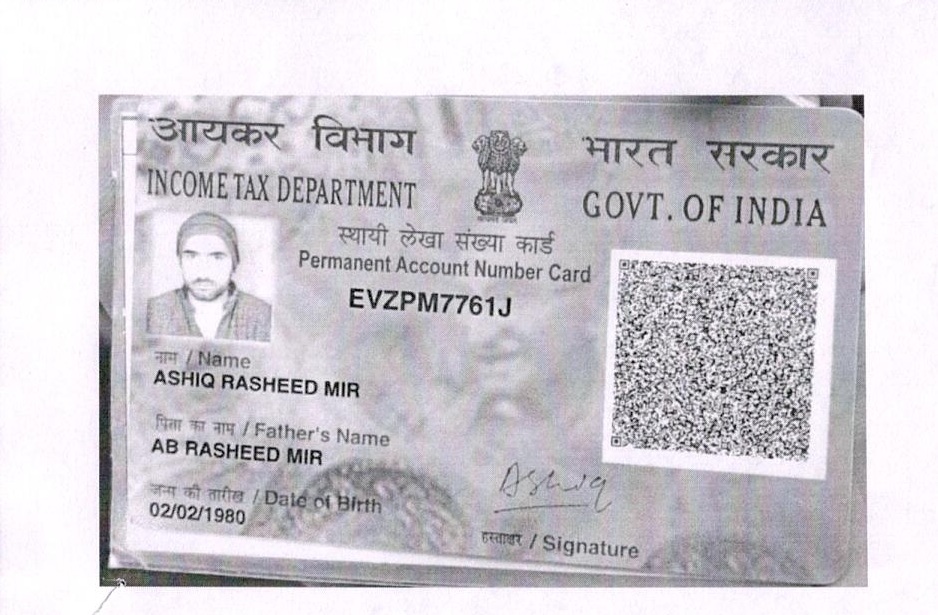 आयकर विभाग
INCOME TAX DEPARTMENT
भारत सरकार
GOVT. OF INDIA
स्थायी लेखा संख्या कार्ड
Permanent Account Number Card
EVZPM7761J
नाम / Name
ASHIQ RASHEED MIR
पिता का नाम / Father's Name
AB RASHEED MIR
जन्म की तारीख / Date of Birth
02/02/1980
Ashiq
हस्ताक्षर / Signature